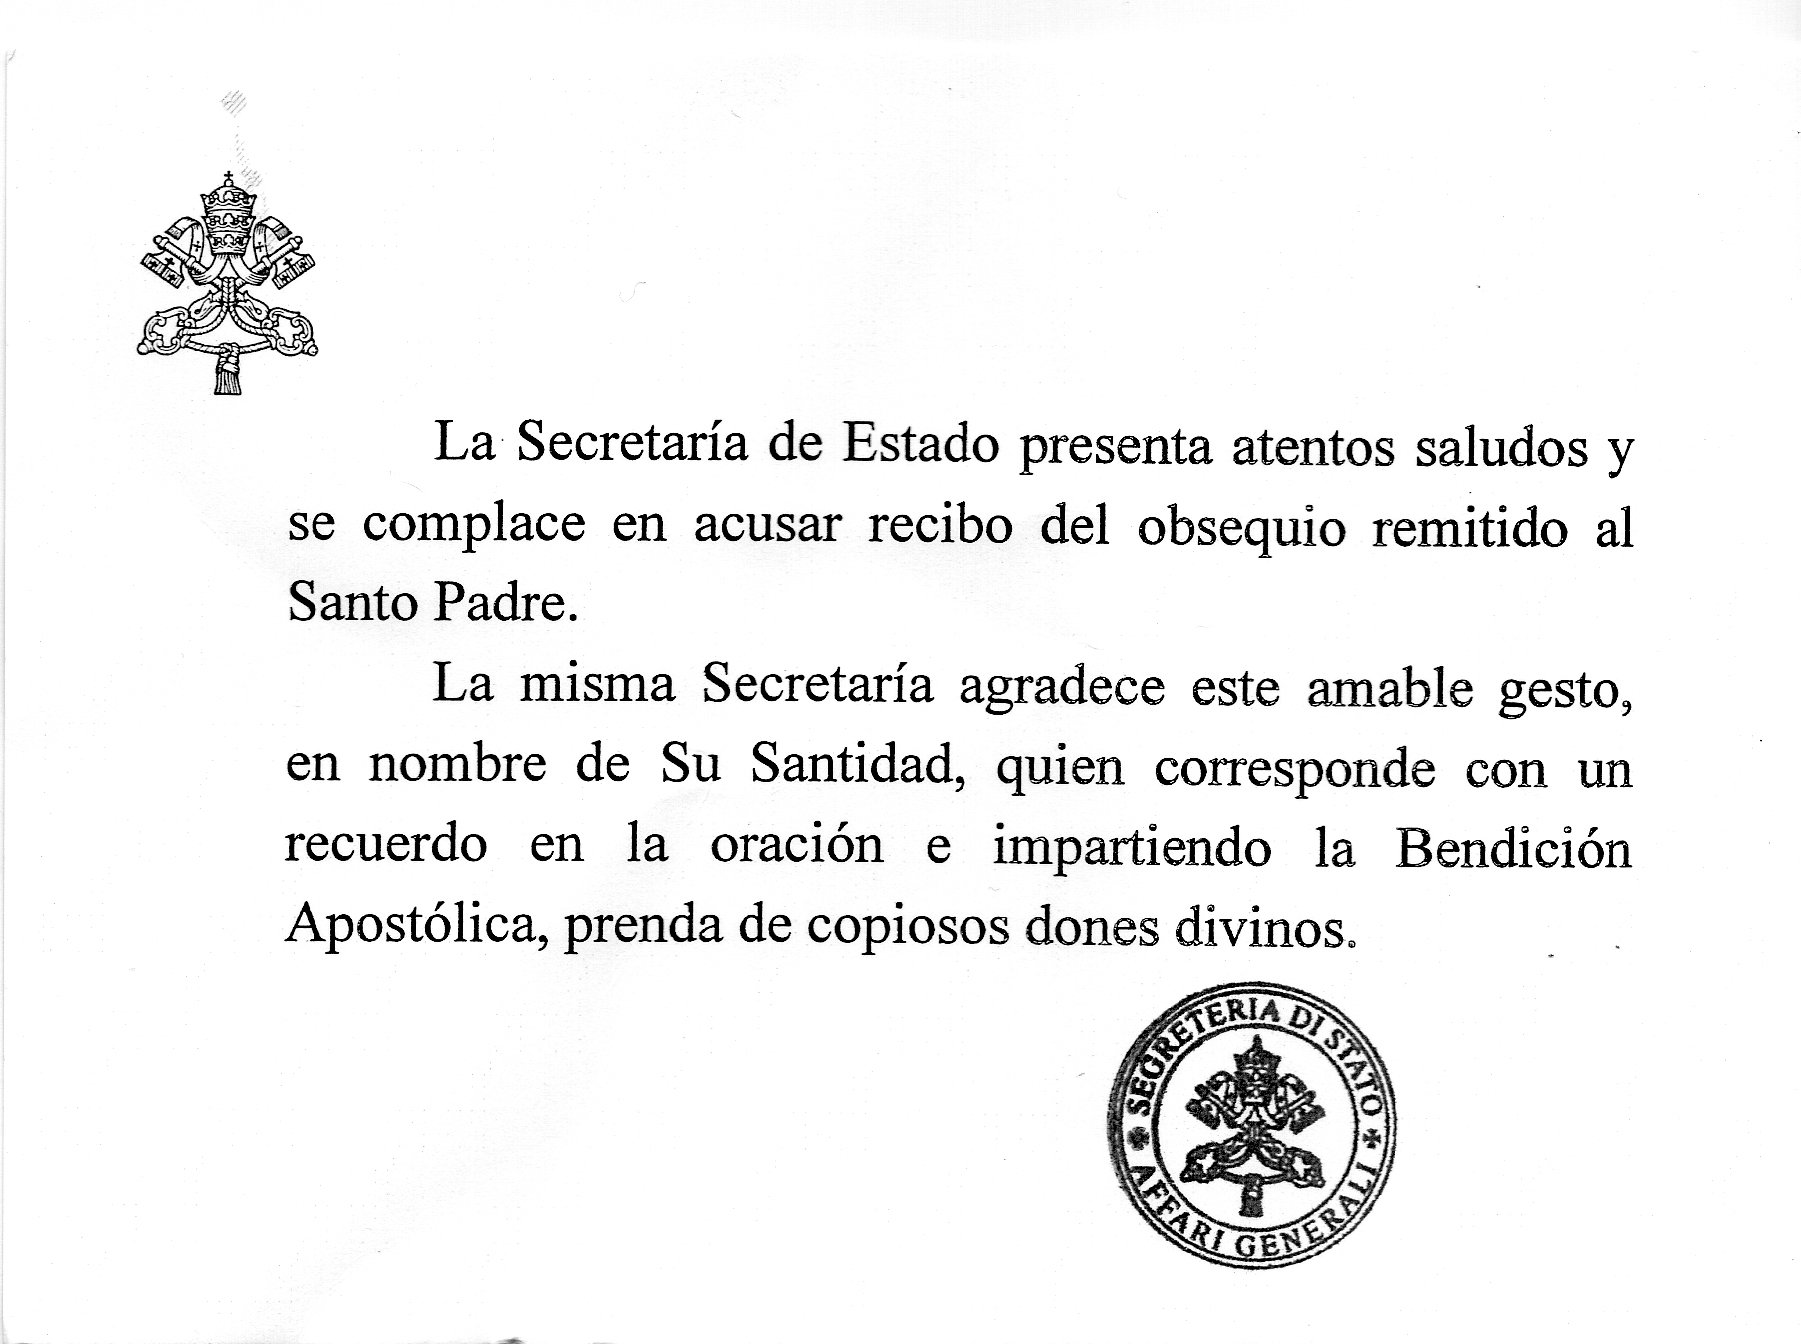 La Secretaría de Estado presenta atentos saludos y
se complace en acusar recibo del obsequio remitido al
Santo Padre.
La misma Secretaría agradece este amable gesto,
en nombre de Su Santidad, quien corresponde con un
recuerdo en la oración e impartiendo la Bendición
Apostólica, prenda de copiosos dones divinos.
SEGRETERIA DI STATO
AFFARI GENERALI